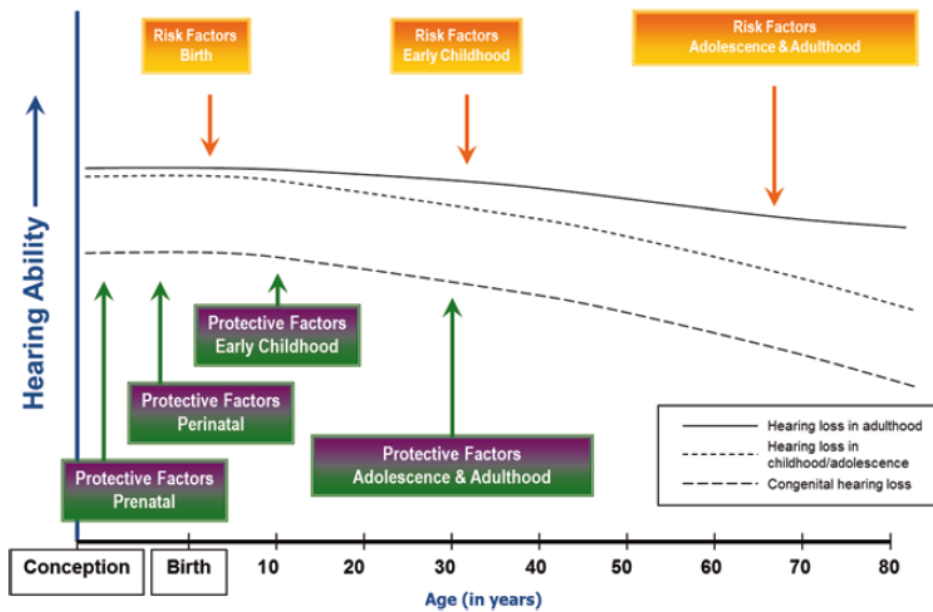 Risk Factors
Birth
Risk Factors
Early Childhood
Risk Factors
Adolescence & Adulthood
Hearing Ability
Protective Factors
Early Childhood
Protective Factors
Perinatal
Protective Factors
Adolescence & Adulthood
Protective Factors
Prenatal
Hearing loss in adulthood
Hearing loss in
childhood/adolescence
Congenital hearing loss
Conception
Birth
10
20
30
40
50
60
70
80
Age (in years)